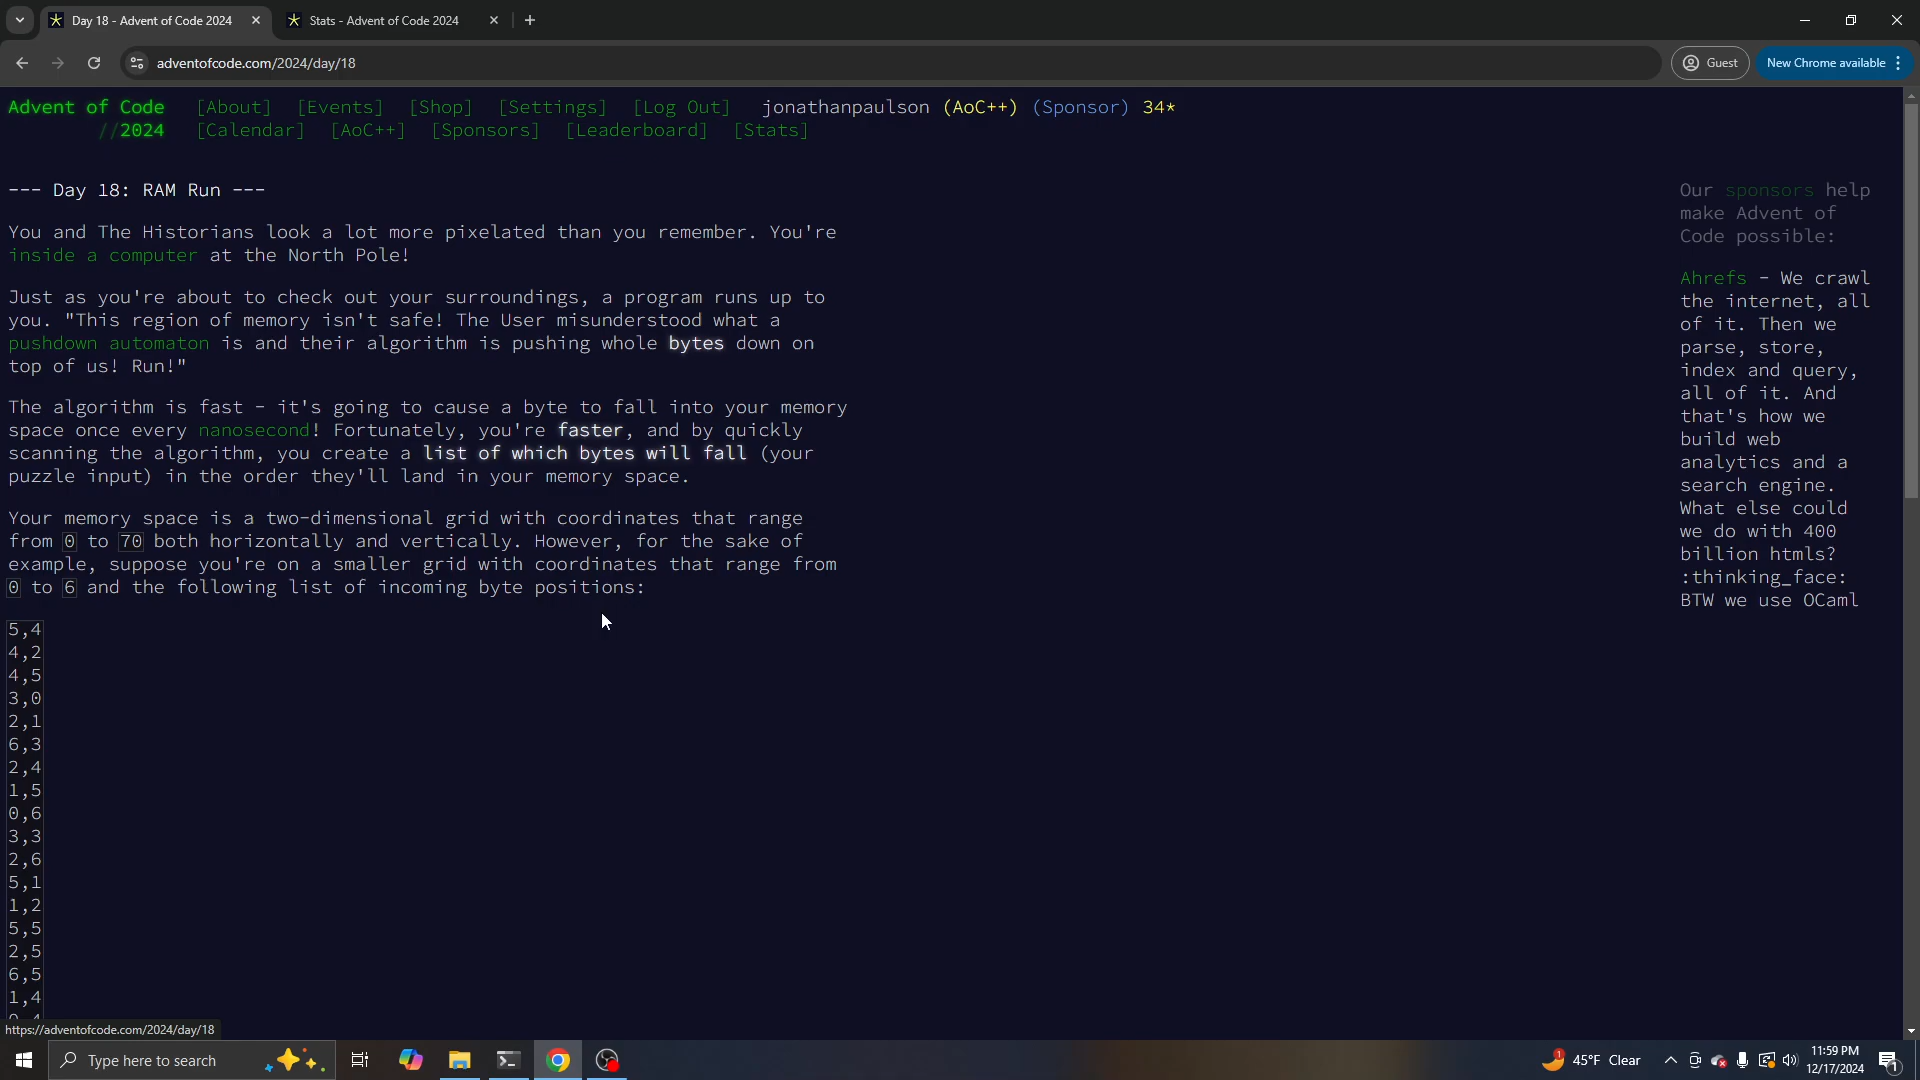 Day 18 - Advent of Code 2024
Stats - Advent of Code 2024
adventofcode.com/2024/day/18
Guest
New Chrome available
Advent of Code [About] [Events] [Shop] [Settings] [Log Out] jonathanpaulson (AoC++) (Sponsor) 34*
//2024 [Calendar] [AoC++] [Sponsors] [Leaderboard] [Stats]
--- Day 18: RAM Run ---
You and The Historians look a lot more pixelated than you remember. You're
inside a computer at the North Pole!
Just as you're about to check out your surroundings, a program runs up to
you. "This region of memory isn't safe! The User misunderstood what a
pushdown automaton is and their algorithm is pushing whole bytes down on
top of us! Run!"
The algorithm is fast - it's going to cause a byte to fall into your memory
space once every nanosecond! Fortunately, you're faster, and by quickly
scanning the algorithm, you create a list of which bytes will fall (your
puzzle input) in the order they'll land in your memory space.
Your memory space is a two-dimensional grid with coordinates that range
from 0 to 70 both horizontally and vertically. However, for the sake of
example, suppose you're on a smaller grid with coordinates that range from
0 to 6 and the following list of incoming byte positions:
5,4
4,2
4,5
3,0
2,1
6,3
2,4
1,5
0,6
3,3
2,6
5,1
1,2
5,5
2,5
6,5
1,4
Our sponsors help
make Advent of
Code possible:
Ahrefs - We crawl
the internet, all
of it. Then we
parse, store,
index and query,
all of it. And
that's how we
build web
analytics and a
search engine.
What else could
we do with 400
billion htmls?
:thinking_face:
BTW we use OCaml
https://adventofcode.com/2024/day/18
Type here to search
1
45°F Clear
11:59 PM
12/17/2024
1